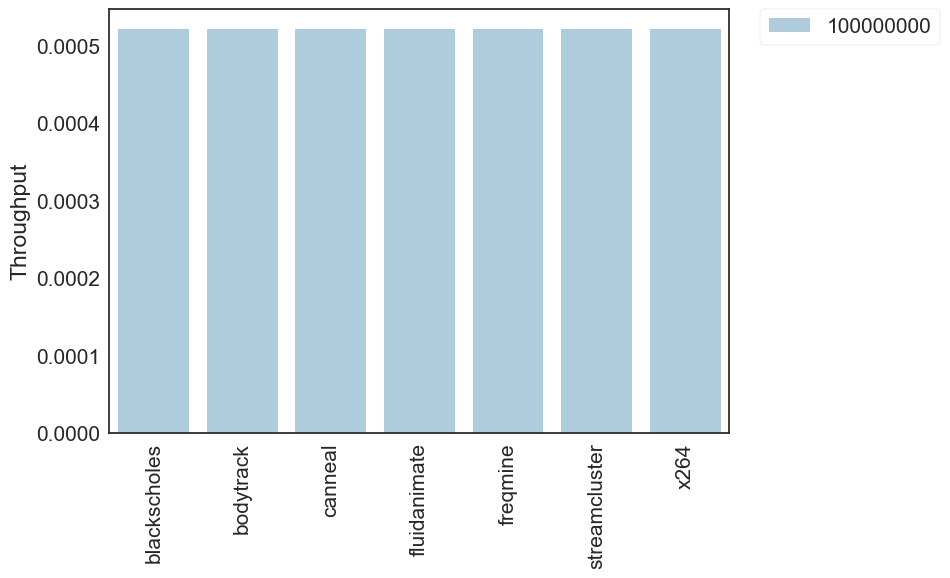 100000000
Throughput
0.0005
0.0004
0.0003
0.0002
0.0001
0.0000
blackscholes
bodytrack
canneal
fluidanimate
freqmine
streamcluster
x264